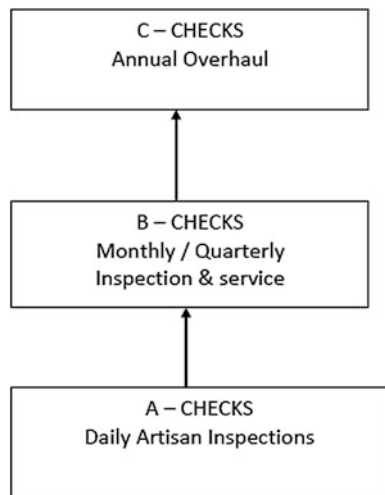 C – CHECKS
Annual Overhaul
B – CHECKS
Monthly / Quarterly
Inspection & service
A – CHECKS
Daily Artisan Inspections